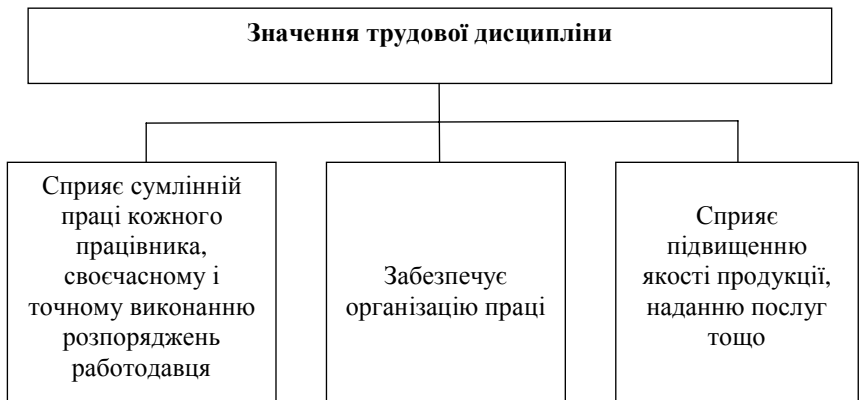 Значення трудової дисципліни
Сприяє сумлінній
праці кожного
працівника,
своєчасному і
точному виконанню
розпоряджень
работодавця
Забезпечує
організацію праці
Сприяє
підвищенню
якості продукції,
наданню послуг
тощо